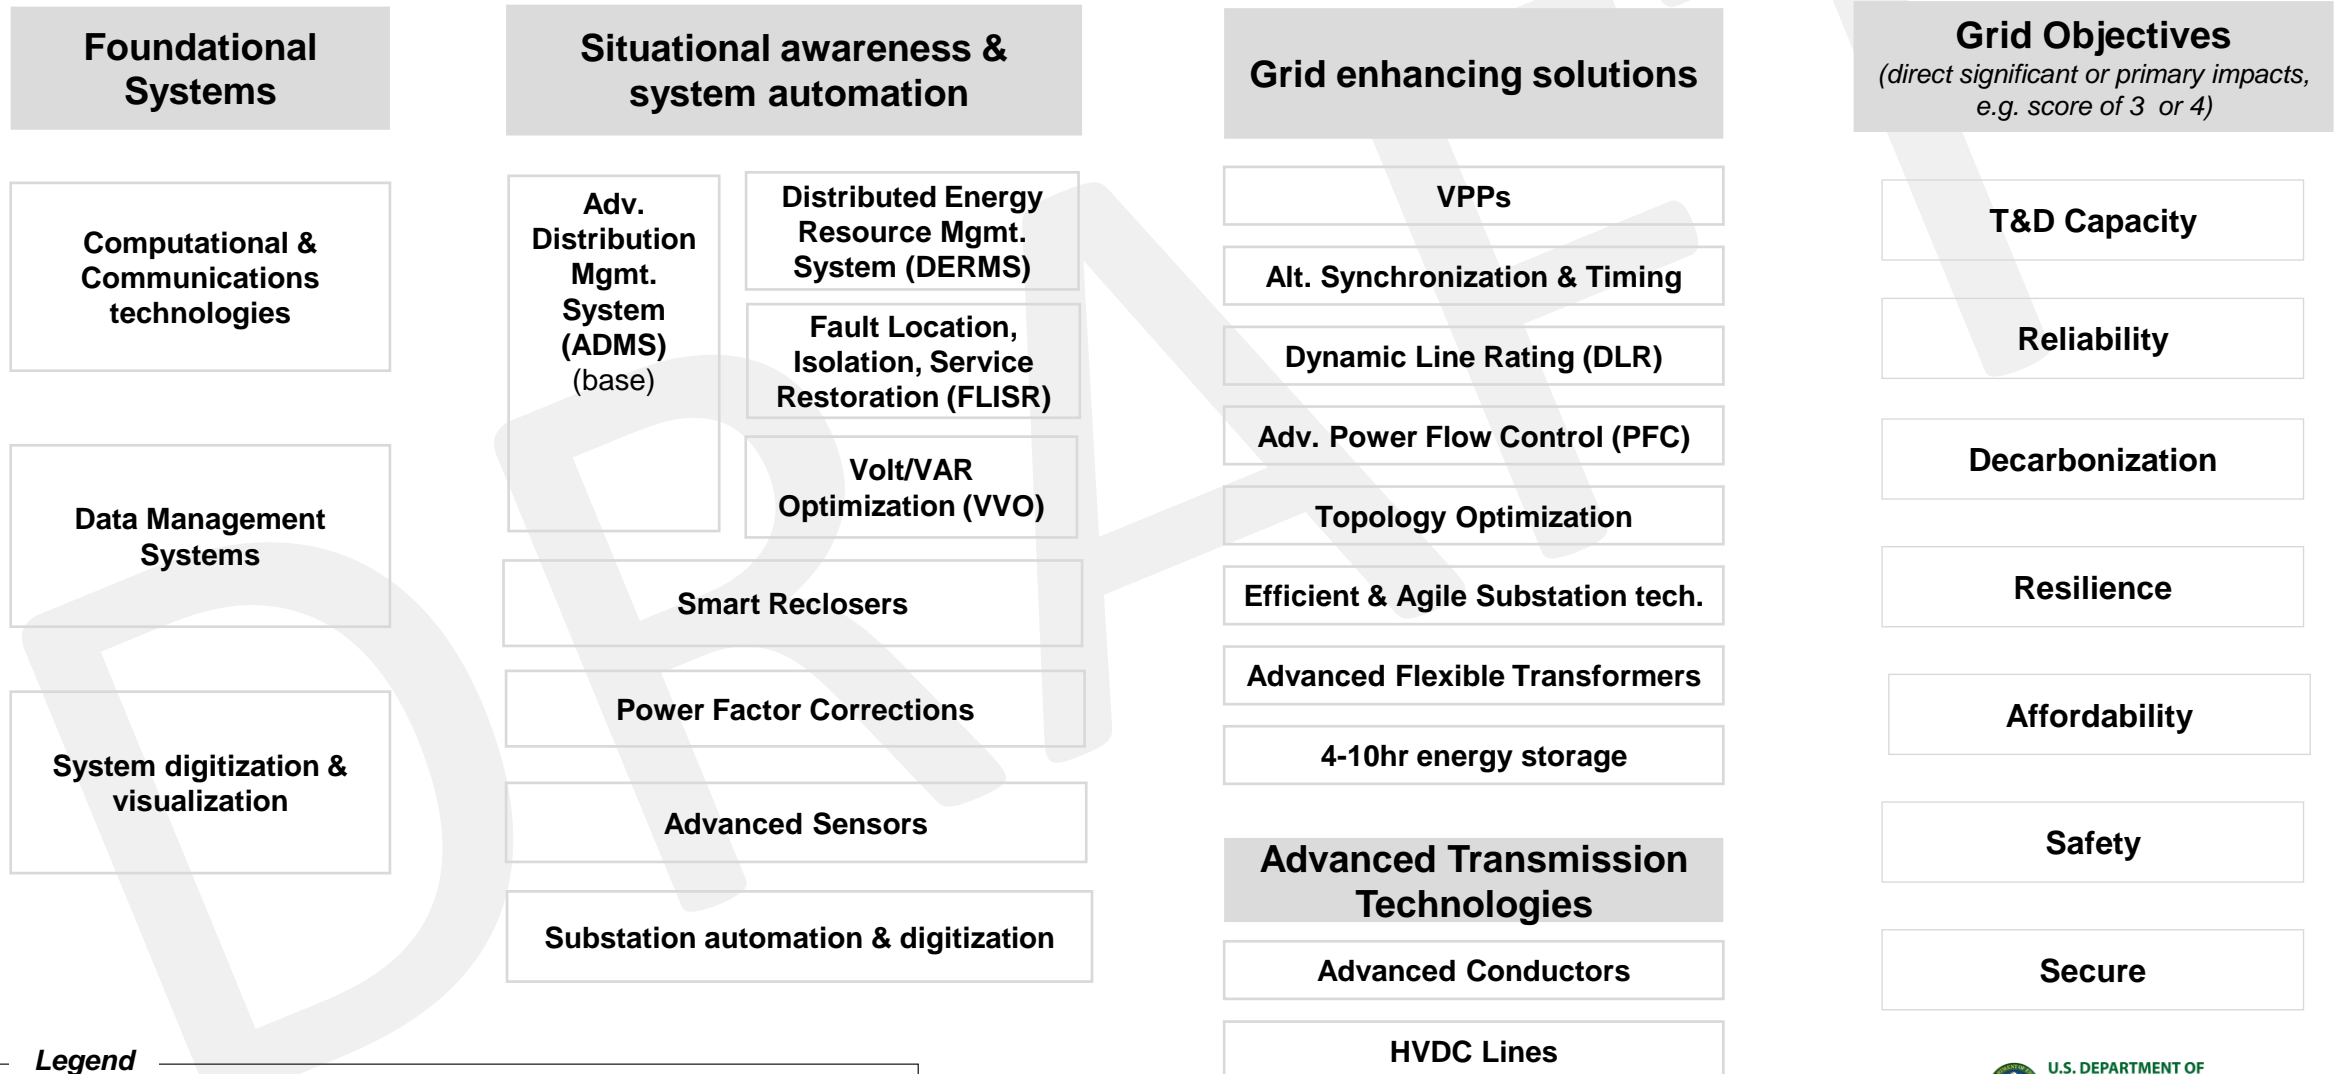 Foundational
Systems
Computational &
Communications
technologies
Data Management
Systems
System digitization &
visualization
Situational awareness &
system automation
Adv.
Distribution
Mgmt.
System
(ADMS)
(base)
Distributed Energy
Resource Mgmt.
System (DERMS)
Fault Location,
Isolation, Service
Restoration (FLISR)
Volt/VAR
Optimization (VVO)
Smart Reclosers
Power Factor Corrections
Advanced Sensors
Substation automation & digitization
Grid enhancing solutions
VPPs
Alt. Synchronization & Timing
Dynamic Line Rating (DLR)
Adv. Power Flow Control (PFC)
Topology Optimization
Efficient & Agile Substation tech.
Advanced Flexible Transformers
4-10hr energy storage
Advanced Transmission
Technologies
Advanced Conductors
HVDC Lines
Grid Objectives
(direct significant or primary impacts,
e.g. score of 3 or 4)
T&D Capacity
Reliability
Decarbonization
Resilience
Affordability
Safety
Secure
Legend
U.S. DEPARTMENT OF
DRAFT